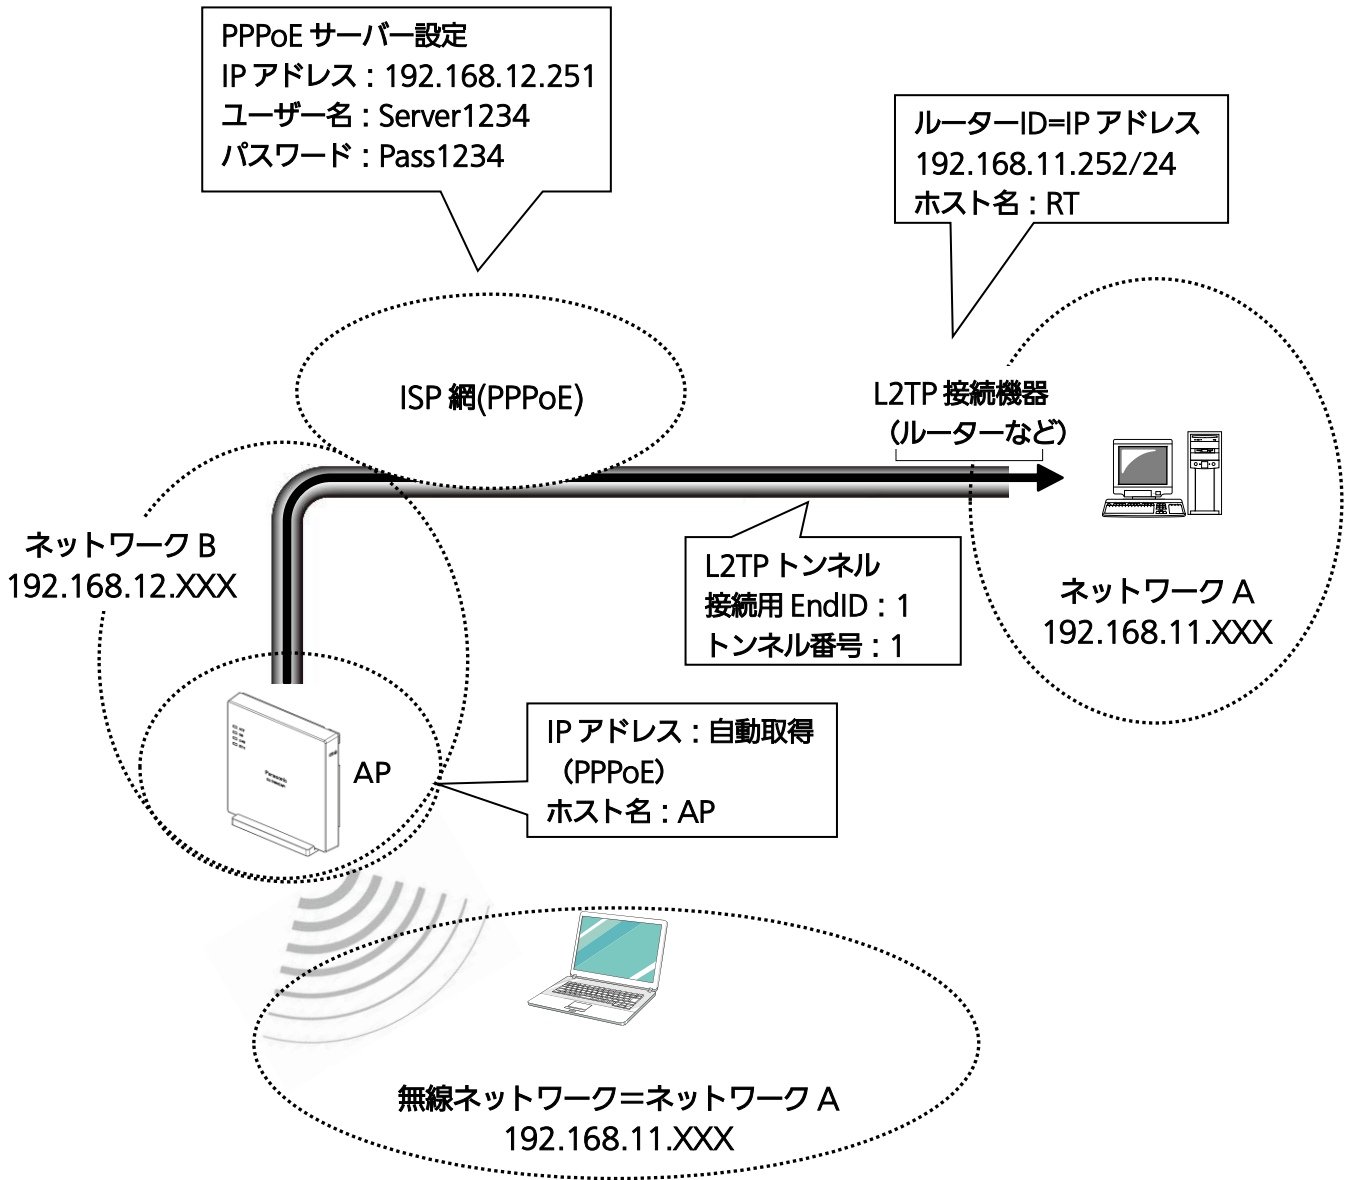 PPPoE サーバー設定
IP アドレス：192.168.12.251
ユーザー名：Server1234
パスワード：Pass1234
ルーターID=IP アドレス
192.168.11.252/24
ホスト名：RT
ISP 網(PPPoE)
L2TP 接続機器
（ルーターなど）
ネットワーク B
192.168.12.XXX
L2TP トンネル
接続用 EndID：1
トンネル番号：1
ネットワーク A
192.168.11.XXX
AP
IP アドレス：自動取得
（PPPoE）
ホスト名：AP
Panasonic
無線ネットワーク＝ネットワーク A
192.168.11.XXX